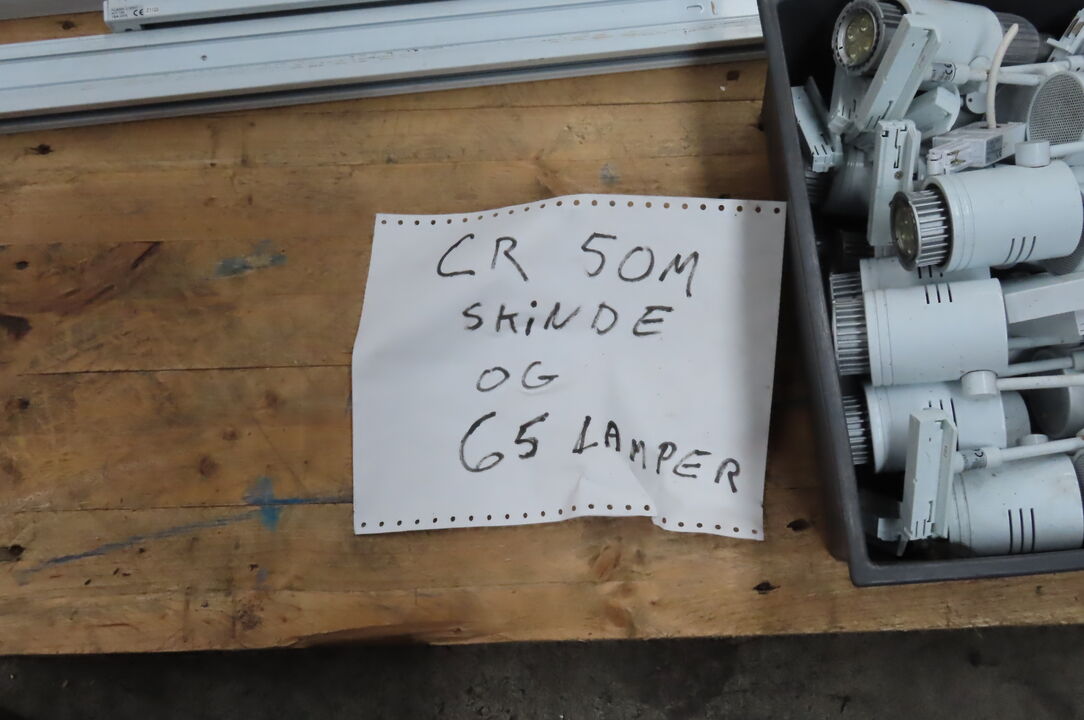 CR 50M
SKINDE
OG
65 LAMPER